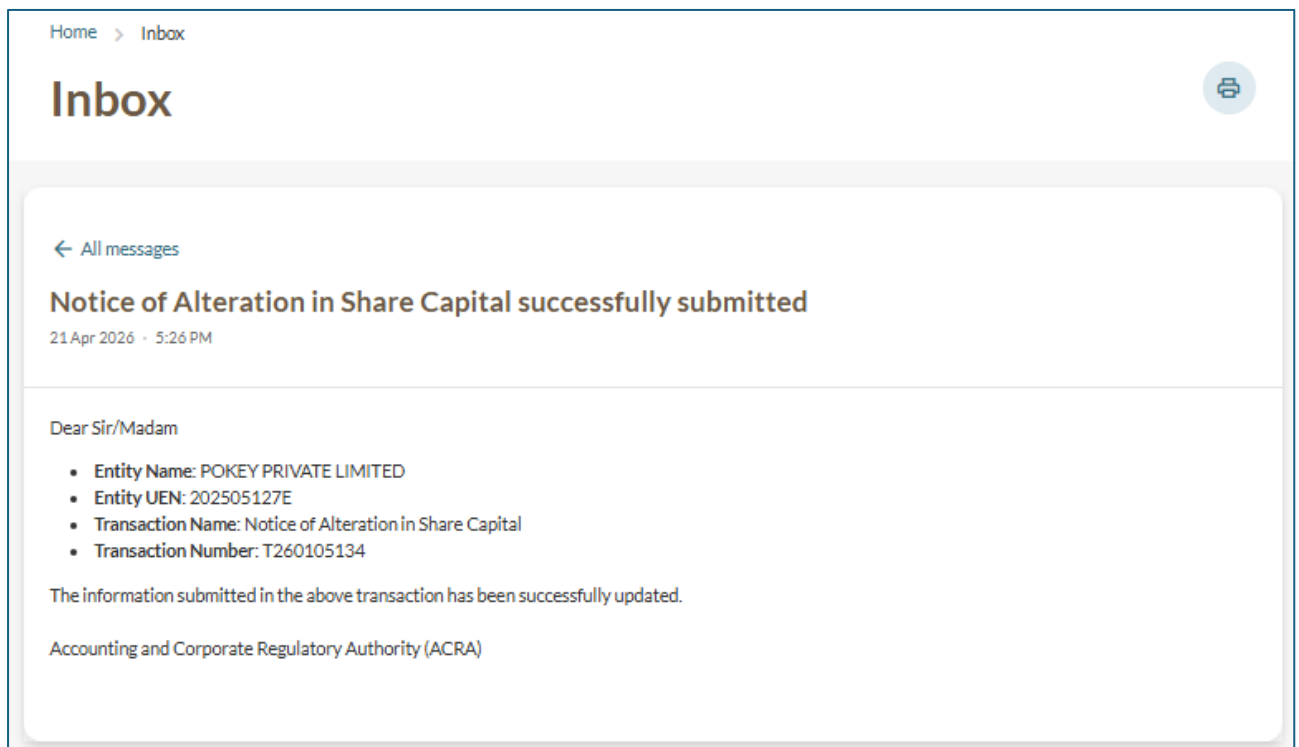 Home > Inbox
Inbox
← All messages
Notice of Alteration in Share Capital successfully submitted
21 Apr 2026 · 5:26 PM
Dear Sir/Madam
• Entity Name: POKEY PRIVATE LIMITED
• Entity UEN: 202505127E
• Transaction Name: Notice of Alteration in Share Capital
• Transaction Number: T260105134
The information submitted in the above transaction has been successfully updated.
Accounting and Corporate Regulatory Authority (ACRA)